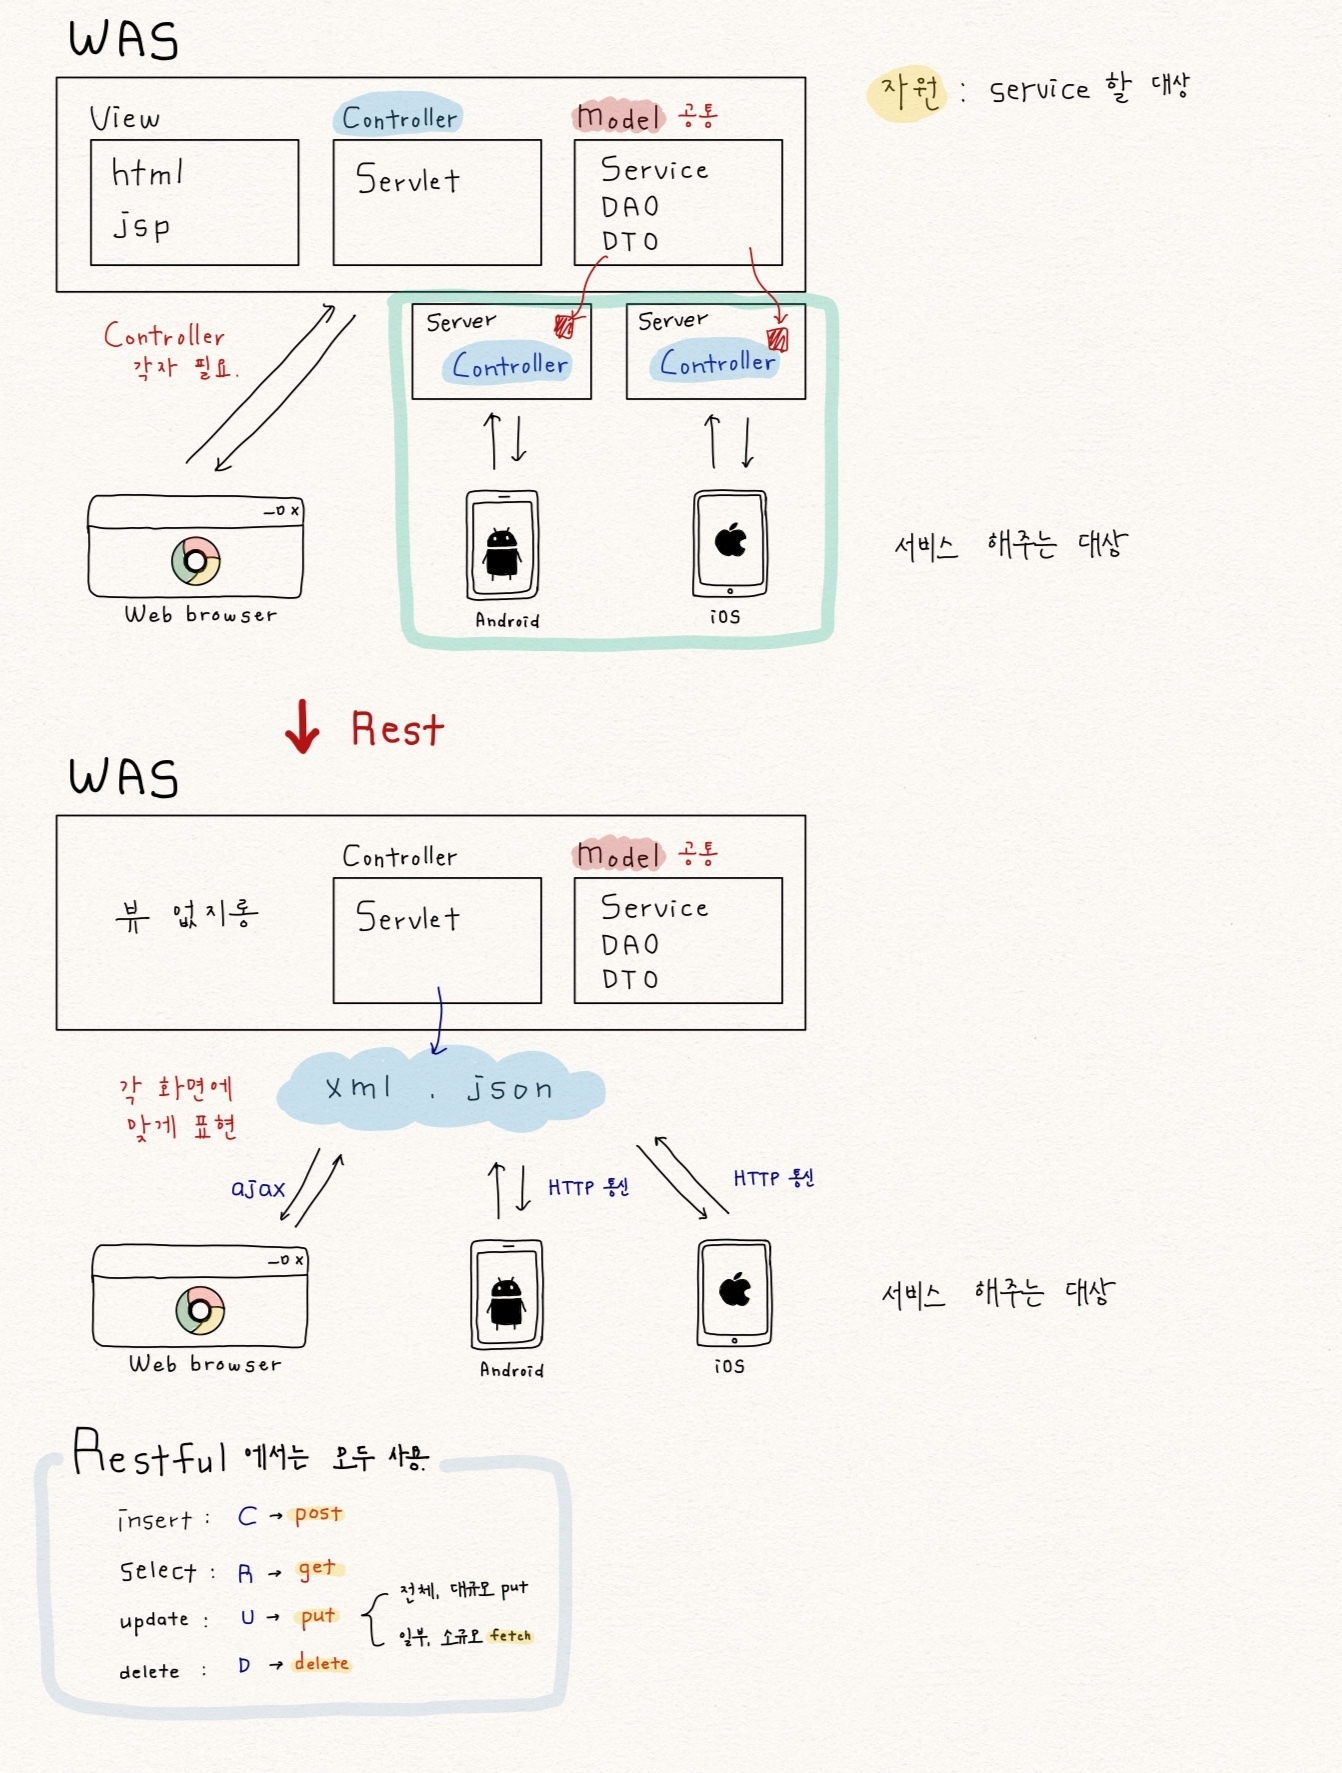 WAS
자원 : service 할 대상
View
Controller
Model 공통
html
jsp
Servlet
Service
DAO
DTO
Controller
각자 필요.
Server
Controller
Server
Controller
_ㅁx
Web browser
Android
iOS
서비스 해주는 대상
↓ Rest
WAS
뷰 없지롱
Controller
Model 공통
Servlet
Service
DAO
DTO
각 화면에
맞게 표현
xml . json
ajax
HTTP 통신
HTTP 통신
_ㅁx
Web browser
Android
iOS
서비스 해주는 대상
Restful 에서는 모두 사용.
insert : C → post
Select : R → get
update : U → put
전체, 대규모 put
일부, 소규모 fetch
delete : D → delete